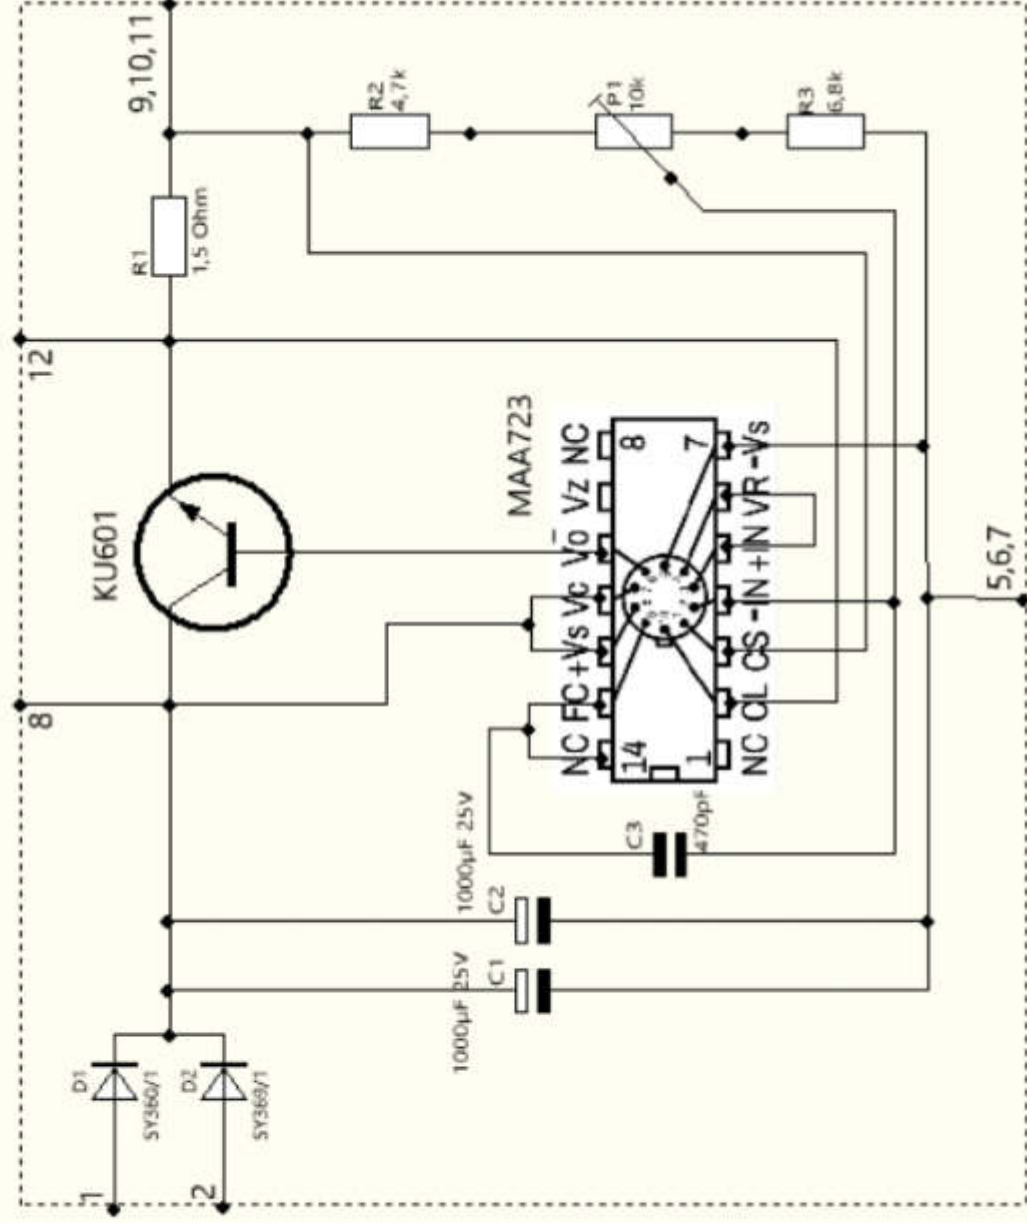 9,10,11
R2
4,7k
P1
10k
R3
6,8k
R1
1,5 Ohm
12
KU601
MAA723
8
NC FC +Vs Vc Vo Vz NC
14
8
1
7
NC CL CS -IN +IN VR -Vs
5,6,7
C3
470pF
1000µF 25V
C2
1000µF 25V
C1
D1
SY360/1
D2
SY360/1
1
2